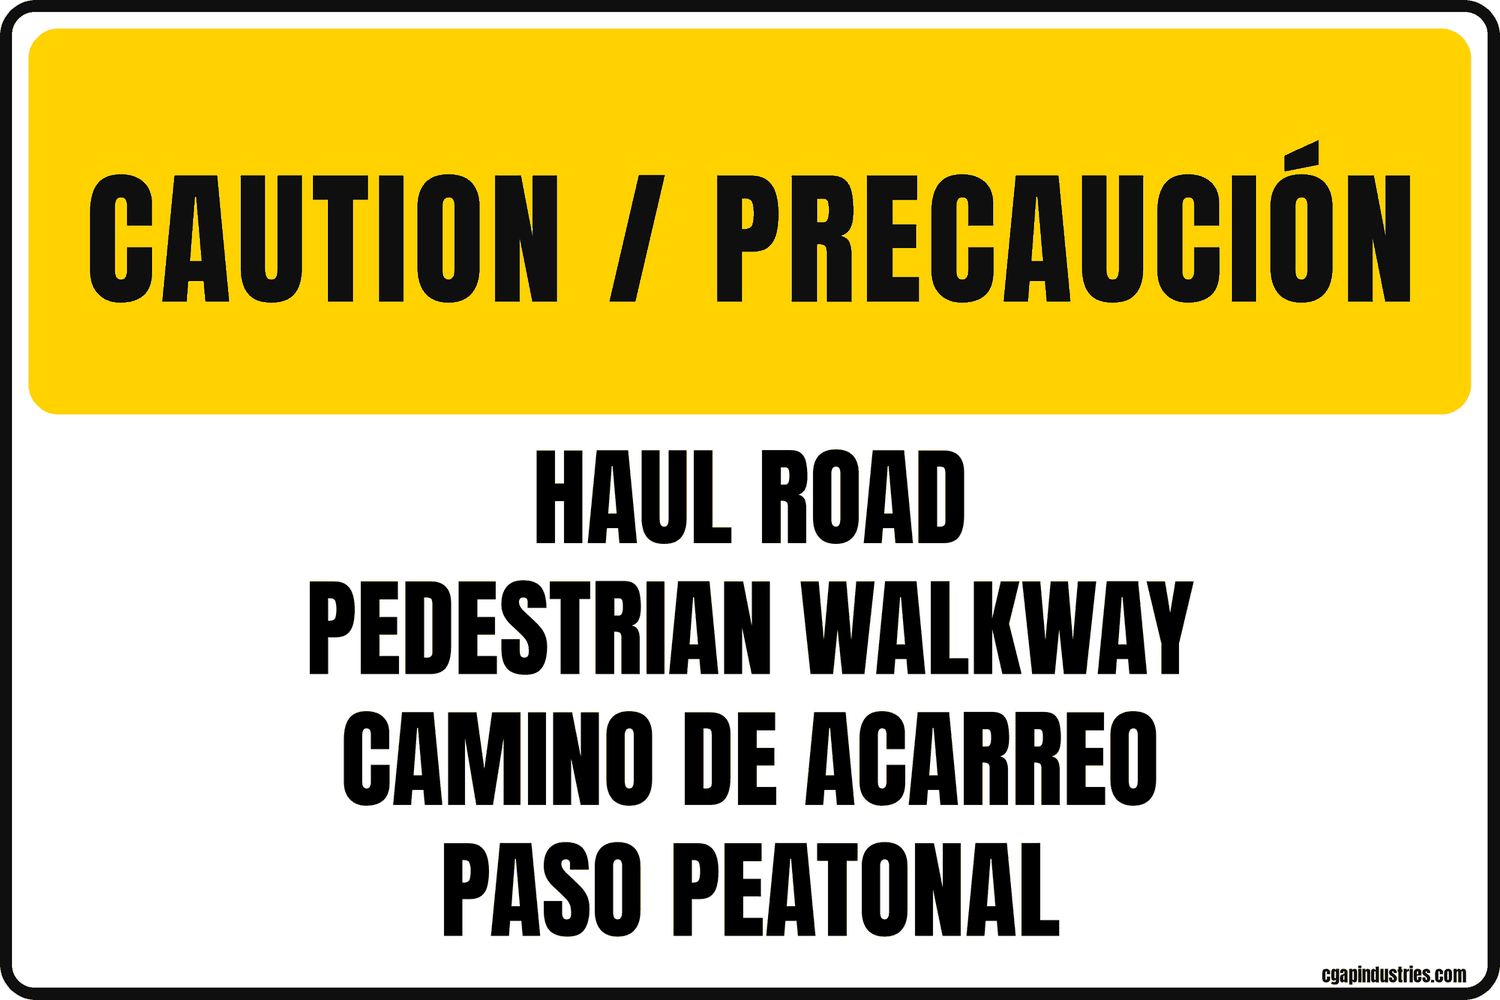 CAUTION / PRECAUCIÓN
HAUL ROAD
PEDESTRIAN WALKWAY
CAMINO DE ACARREO
PASO PEATONAL
cgapindustries.com